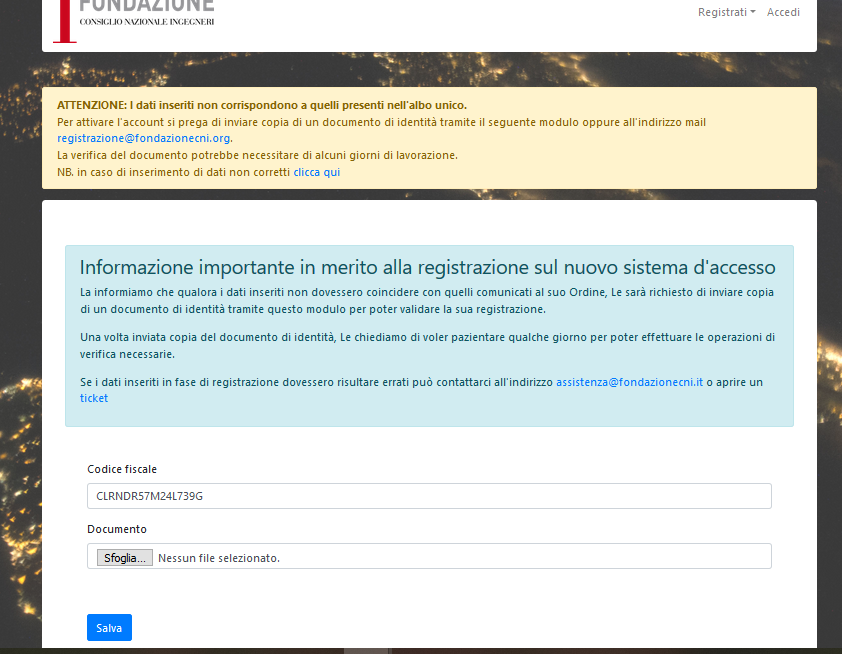 FONDAZIONE
CONSIGLIO NAZIONALE INGEGNERI
Registrati Accedi
ATTENZIONE: I dati inseriti non corrispondono a quelli presenti nell'albo unico.
Per attivare l'account si prega di inviare copia di un documento di identità tramite il seguente modulo oppure all'indirizzo mail
registrazione@fondazionecni.org.
La verifica del documento potrebbe necessitare di alcuni giorni di lavorazione.
NB. in caso di inserimento di dati non corretti clicca qui
Informazione importante in merito alla registrazione sul nuovo sistema d'accesso
La informiamo che qualora i dati inseriti non dovessero coincidere con quelli comunicati al suo Ordine, Le sarà richiesto di inviare copia
di un documento di identità tramite questo modulo per poter validare la sua registrazione.
Una volta inviata copia del documento di identità, Le chiediamo di voler pazientare qualche giorno per poter effettuare le operazioni di
verifica necessarie.
Se i dati inseriti in fase di registrazione dovessero risultare errati può contattarci all'indirizzo assistenza@fondazionecni.it o aprire un
ticket
Codice fiscale
CLRNDR57M24L739G
Documento
Sfoglia... Nessun file selezionato.
Salva